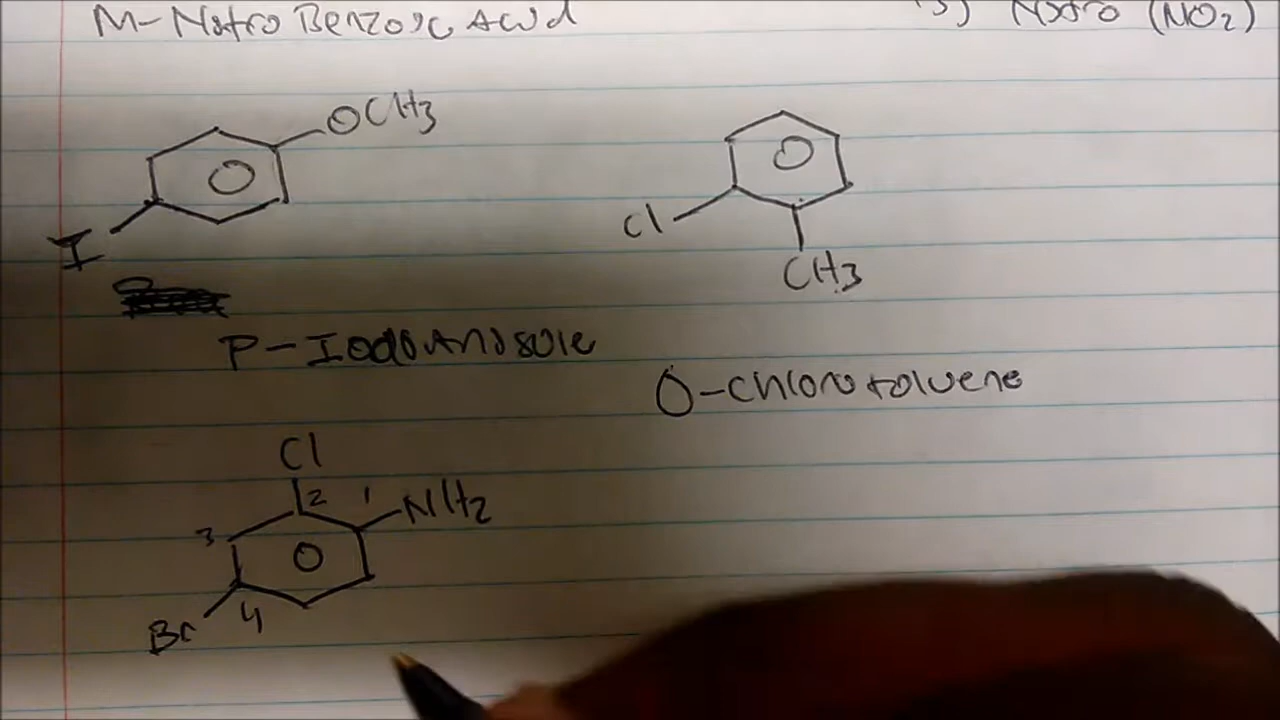 M-Nitro Benzoic Acid
3) Nitro (NO2)
OCH3
I
P-IodoAnisole
Cl
CH3
O-chlorotoluene
Cl
2 1 NH2
3
Br 4